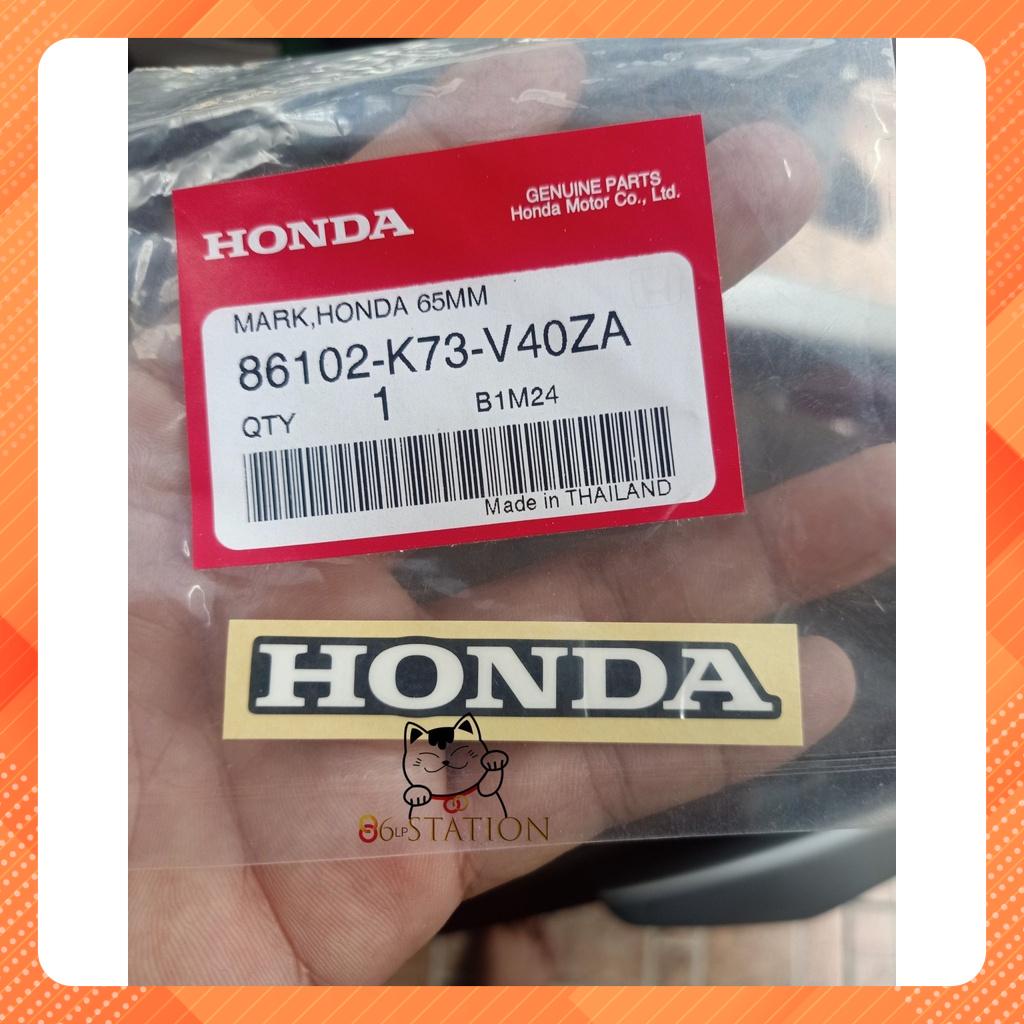 HONDA
GENUINE PARTS
Honda Motor Co., Ltd.
MARK,HONDA 65MM
86102-K73-V40ZA
QTY 1 B1M24
Made in THAILAND
HONDA
86LP STATION